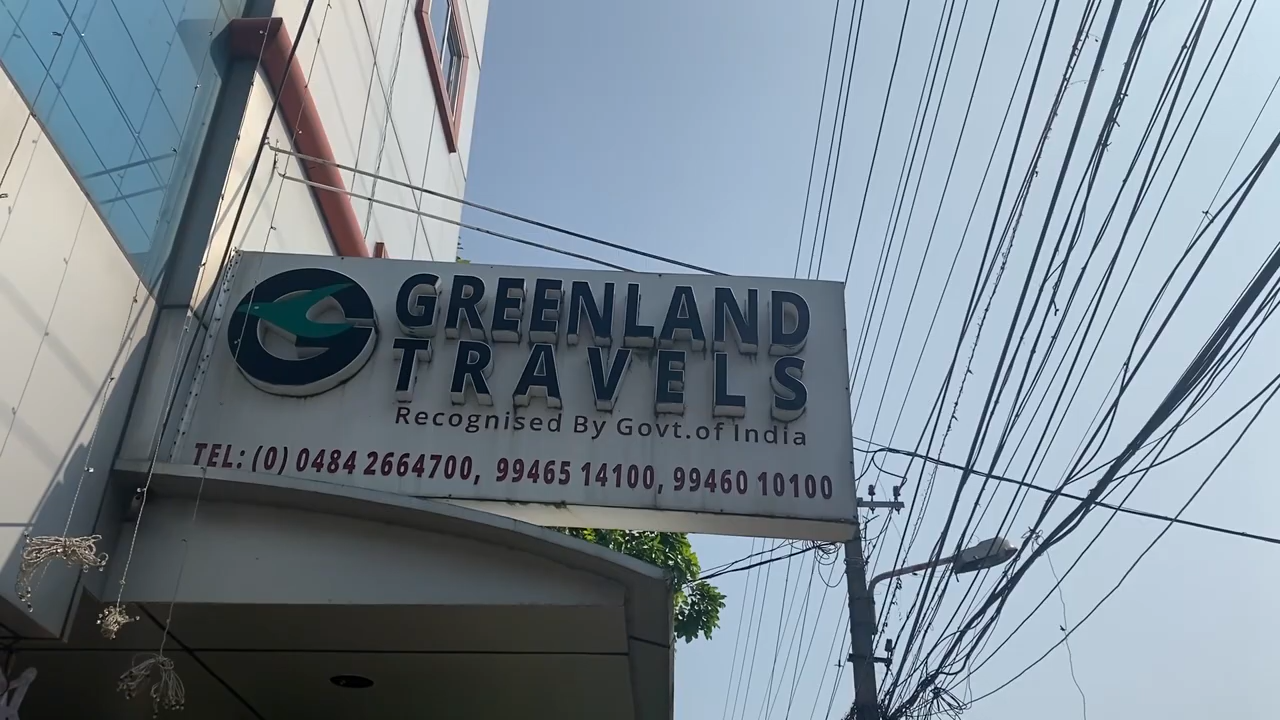 GREENLAND
TRAVELS
Recognised By Govt.of India
TEL: (0) 0484 2664700, 99465 14100, 99460 10100